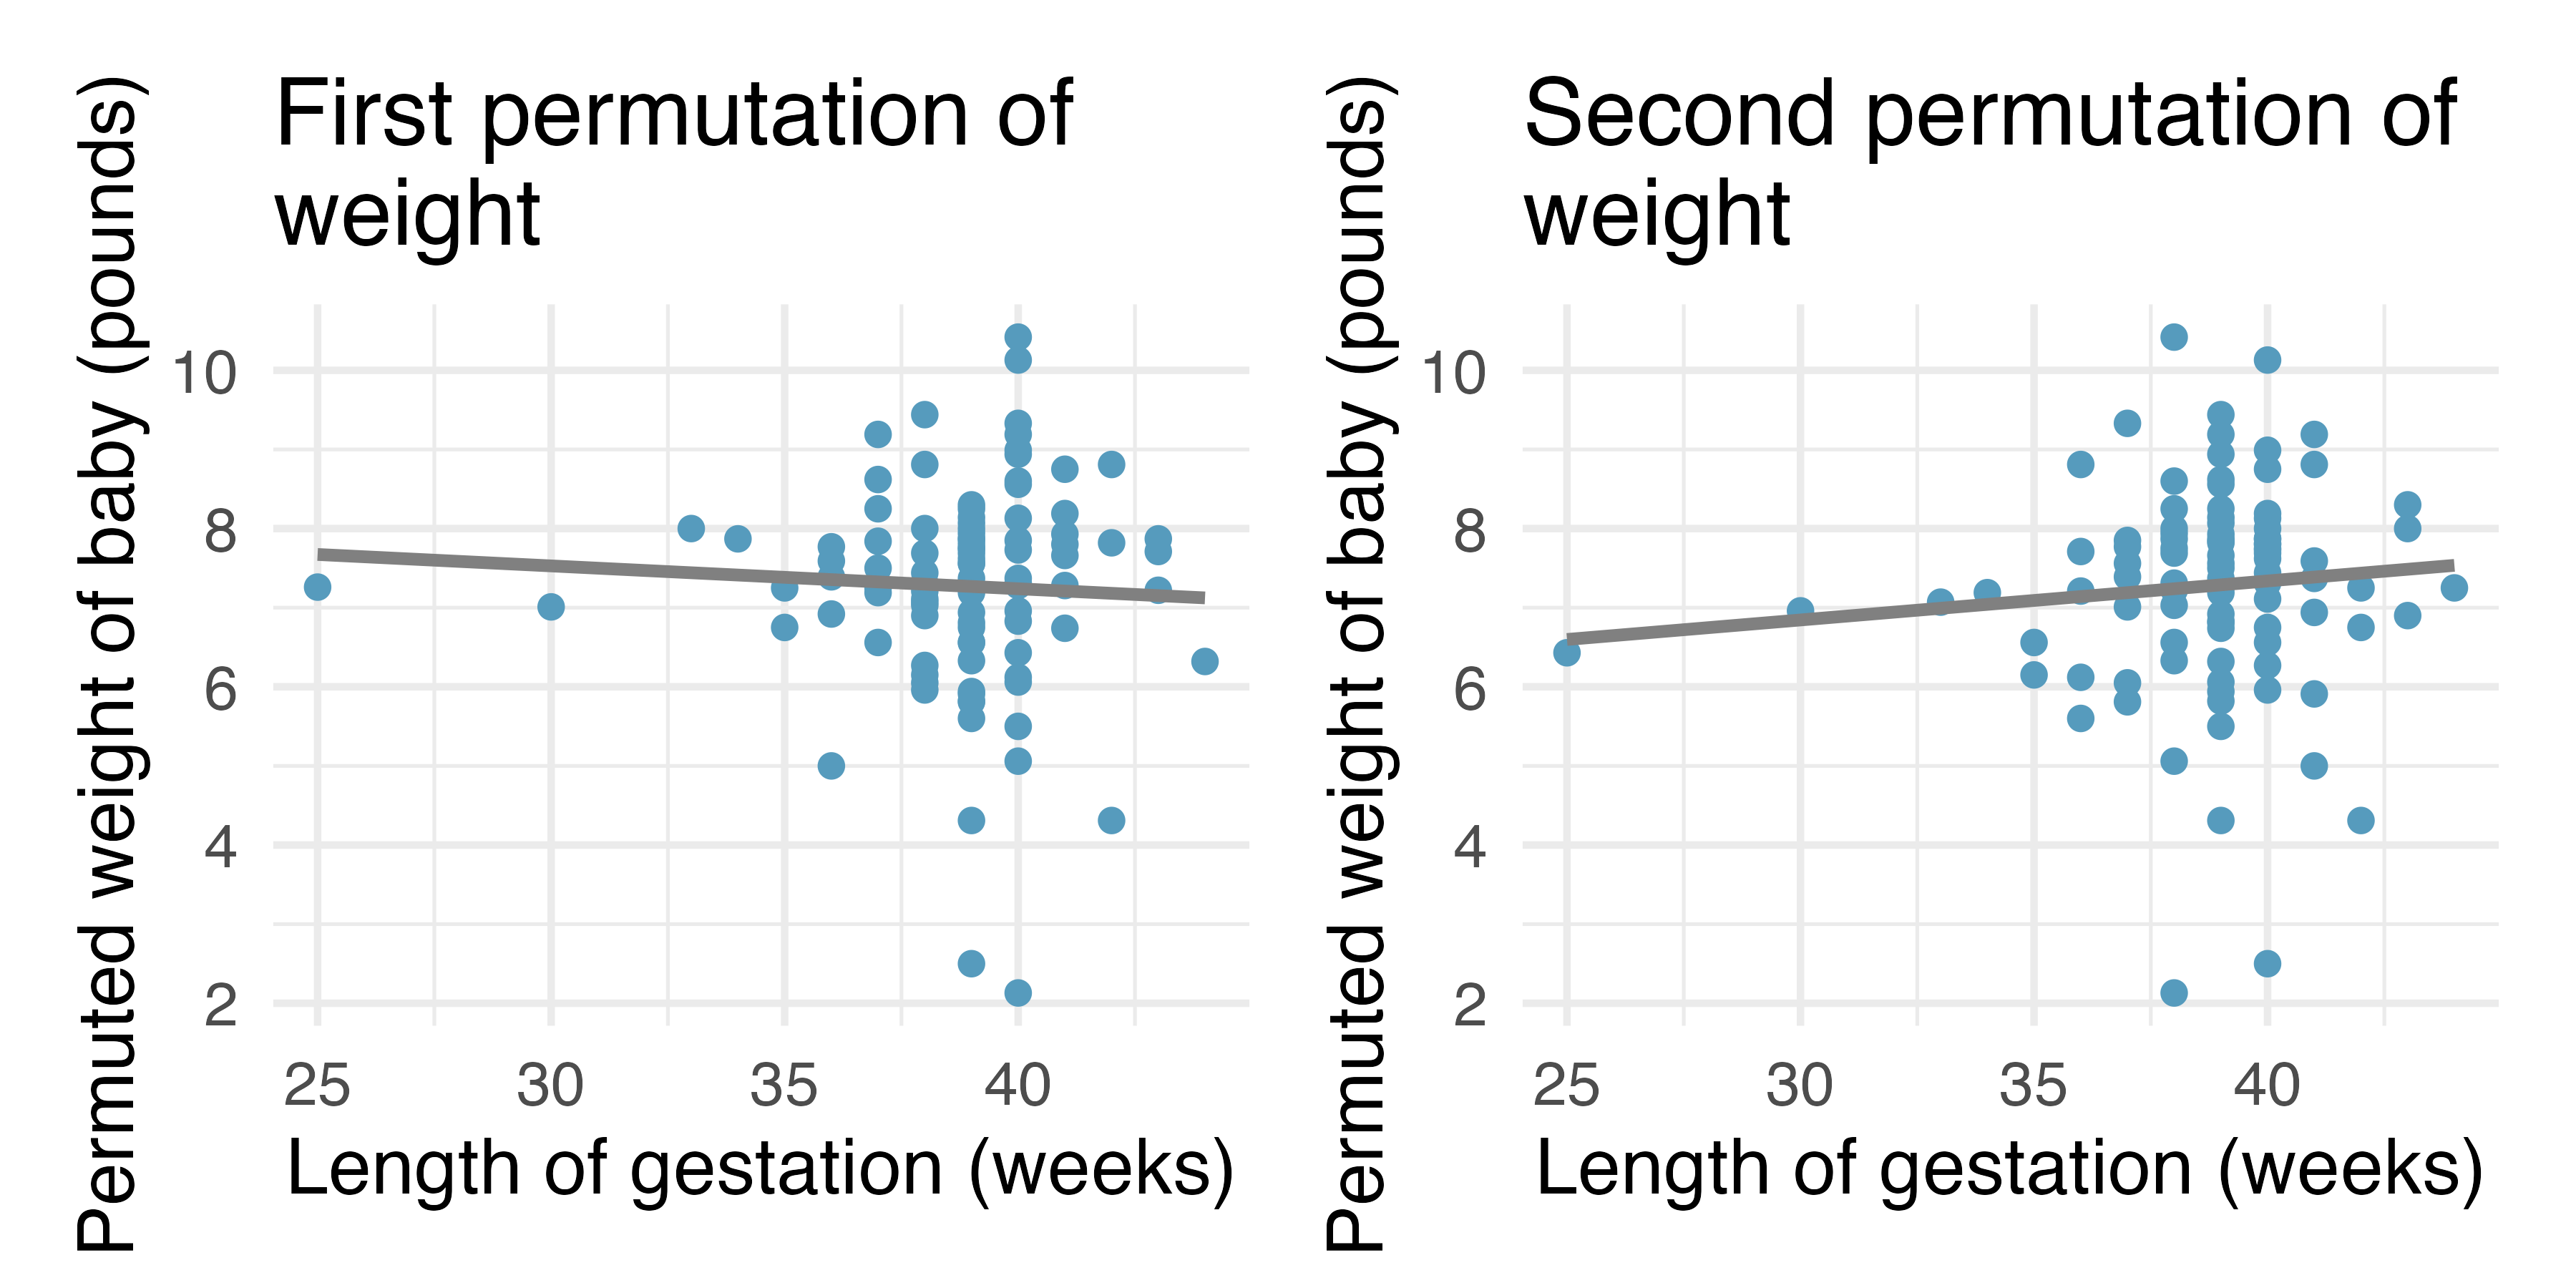 First permutation of
weight
Permuted weight of baby (pounds)
10
8
6
4
2
25 30 35 40
Length of gestation (weeks)
Second permutation of
weight
Permuted weight of baby (pounds)
10
8
6
4
2
25 30 35 40
Length of gestation (weeks)